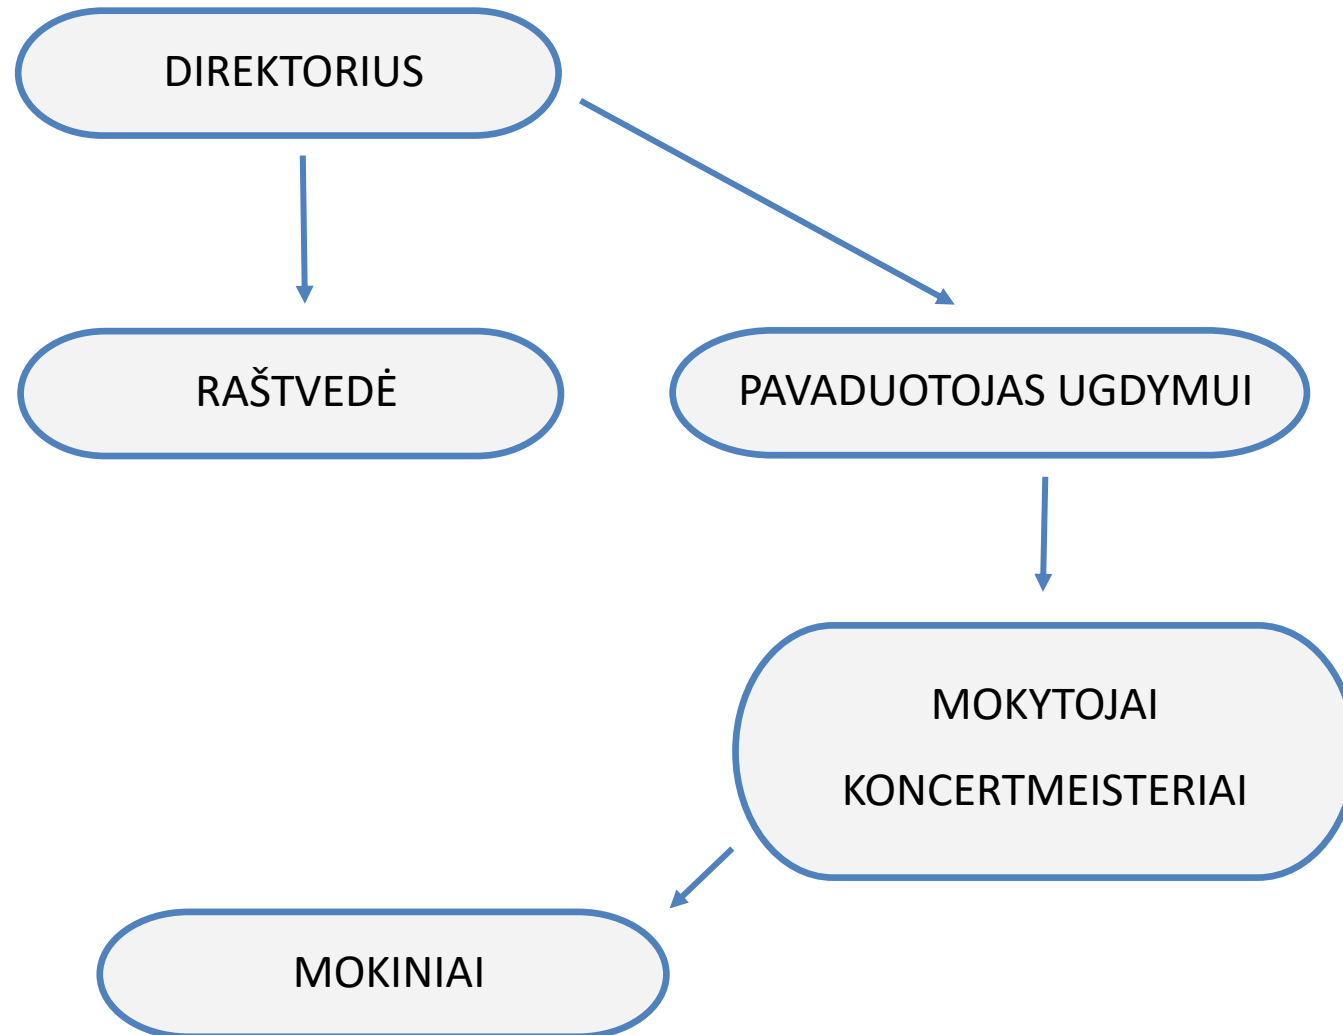 DIREKTORIUS
RAŠTVEDĖ
PAVADUOTOJAS UGDYMUI
MOKYTOJAI
KONCERTMEISTERIAI
MOKINIAI